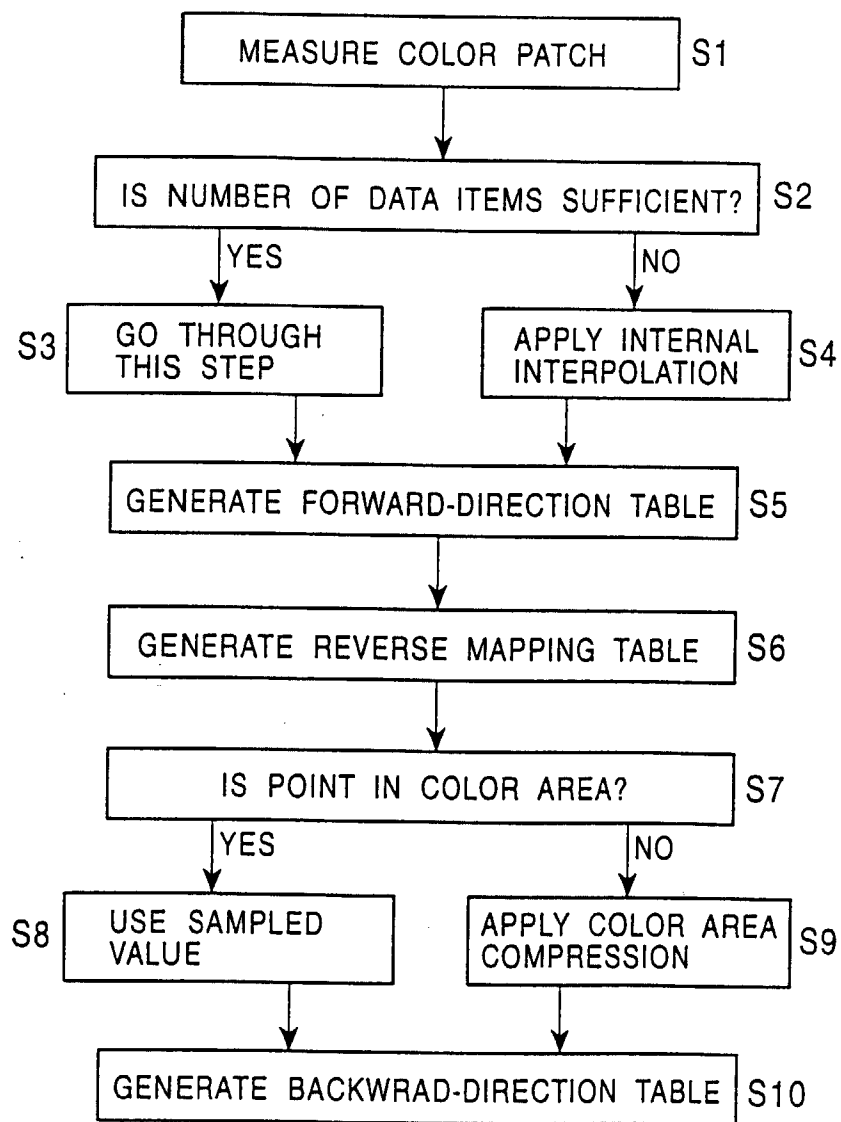 MEASURE COLOR PATCH S1
IS NUMBER OF DATA ITEMS SUFFICIENT? S2
YES NO
S3 GO THROUGH
THIS STEP
APPLY INTERNAL
INTERPOLATION S4
GENERATE FORWARD-DIRECTION TABLE S5
GENERATE REVERSE MAPPING TABLE S6
IS POINT IN COLOR AREA? S7
YES NO
S8 USE SAMPLED
VALUE
APPLY COLOR AREA
COMPRESSION S9
GENERATE BACKWRAD-DIRECTION TABLE S10